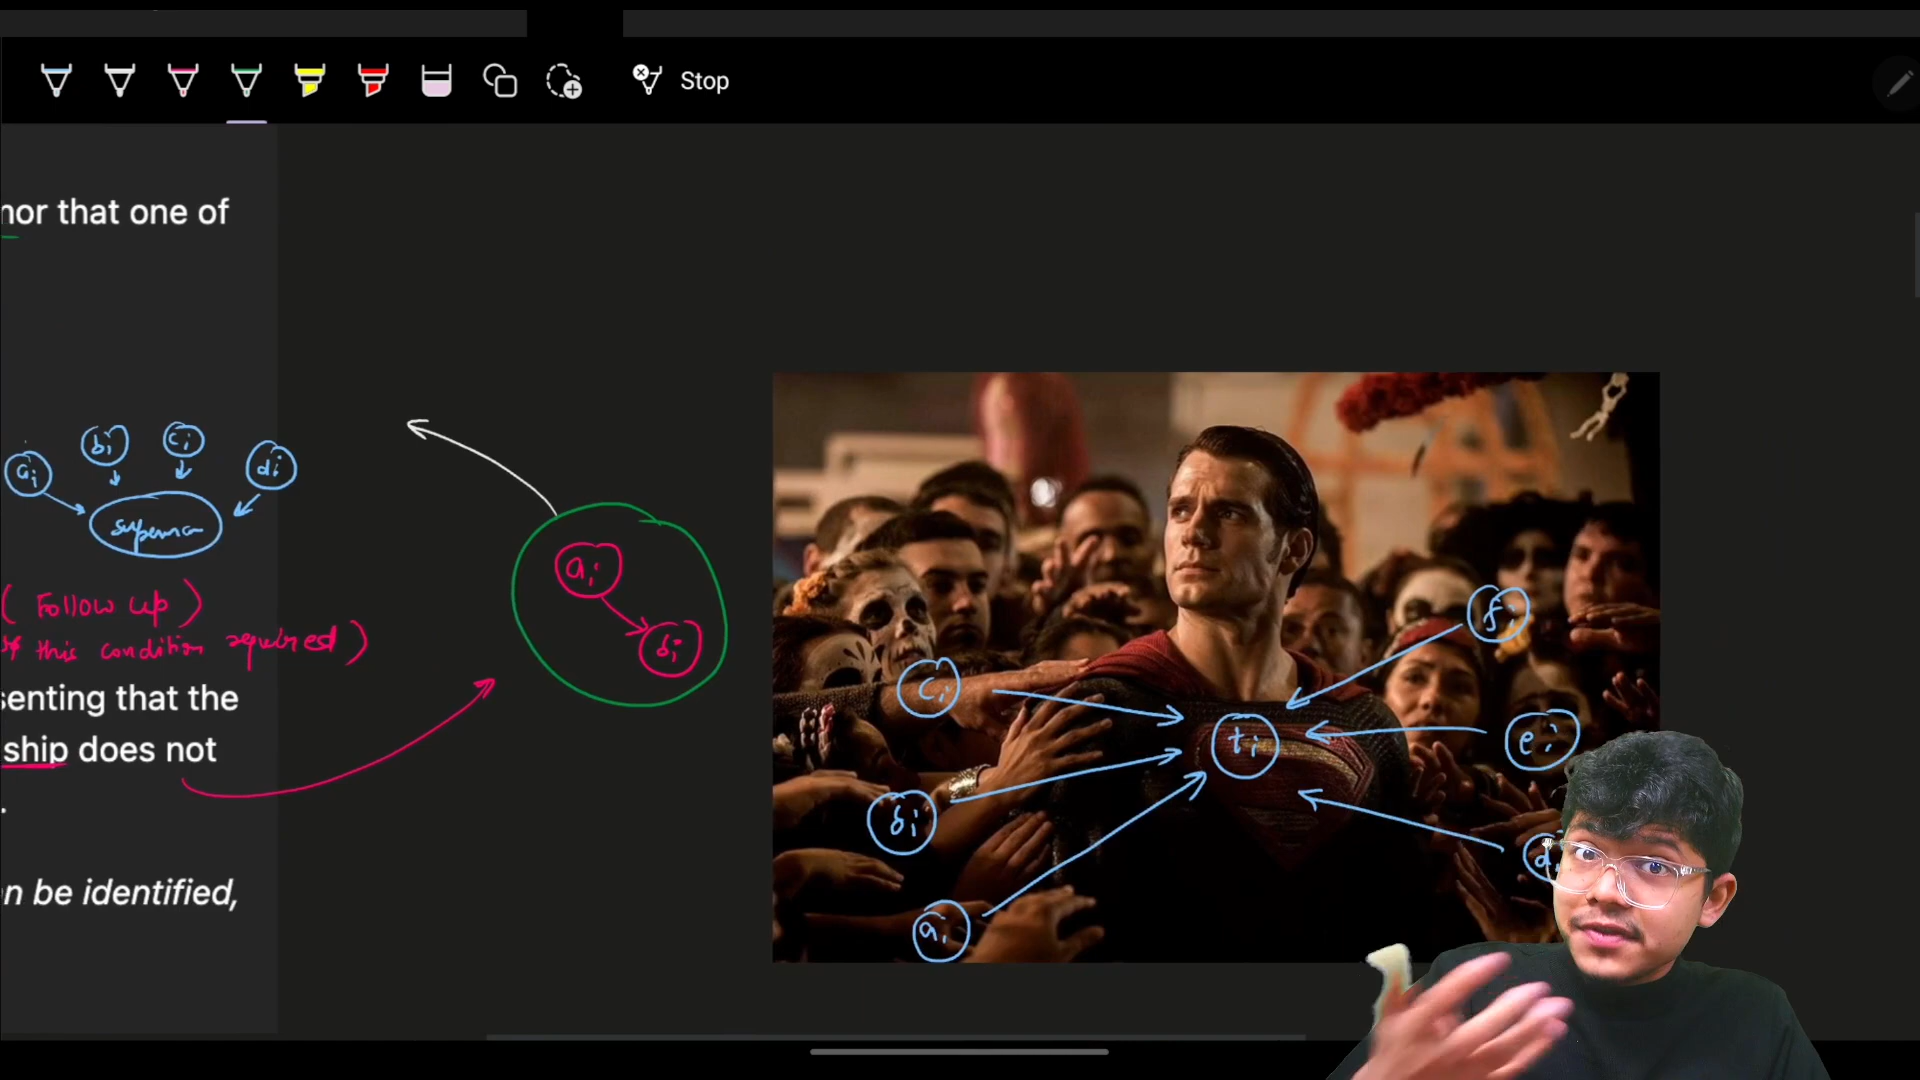 Stop
nor that one of
ai
bi
ci
di
superman
( Follow up )
this condition required )
senting that the
ship does not
.
n be identified,
ai
bi
ci
bi
ai
ti
fi
ei
d